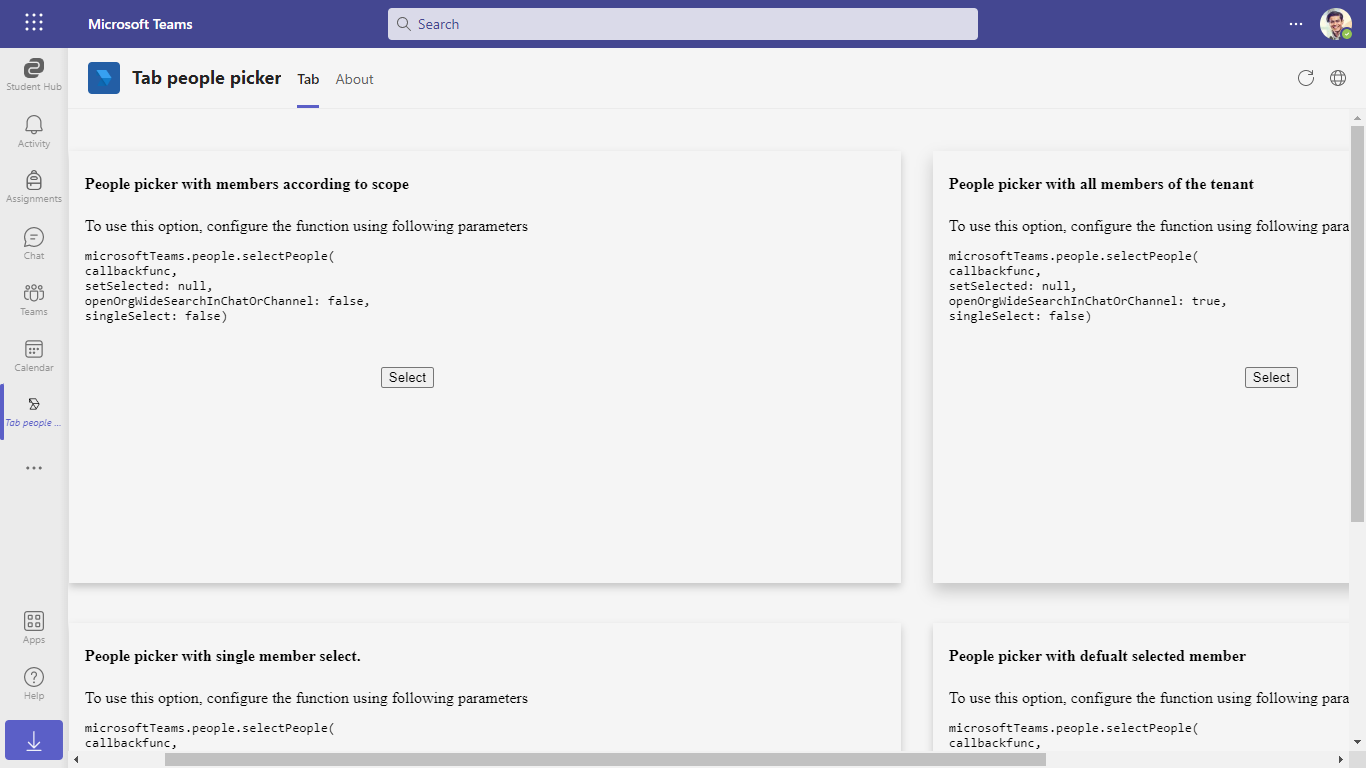 Microsoft Teams
Search
Student Hub
Activity
Assignments
Chat
Teams
Calendar
Tab people ...
Apps
Help
Tab people picker
Tab
About
People picker with members according to scope
To use this option, configure the function using following parameters
microsoftTeams.people.selectPeople(
callbackfunc,
setSelected: null,
openOrgWideSearchInChatOrChannel: false,
singleSelect: false)
Select
People picker with all members of the tenant
To use this option, configure the function using following para
microsoftTeams.people.selectPeople(
callbackfunc,
setSelected: null,
openOrgWideSearchInChatOrChannel: true,
singleSelect: false)
Select
People picker with single member select.
To use this option, configure the function using following parameters
microsoftTeams.people.selectPeople(
callbackfunc,
People picker with defualt selected member
To use this option, configure the function using following para
microsoftTeams.people.selectPeople(
callbackfunc,